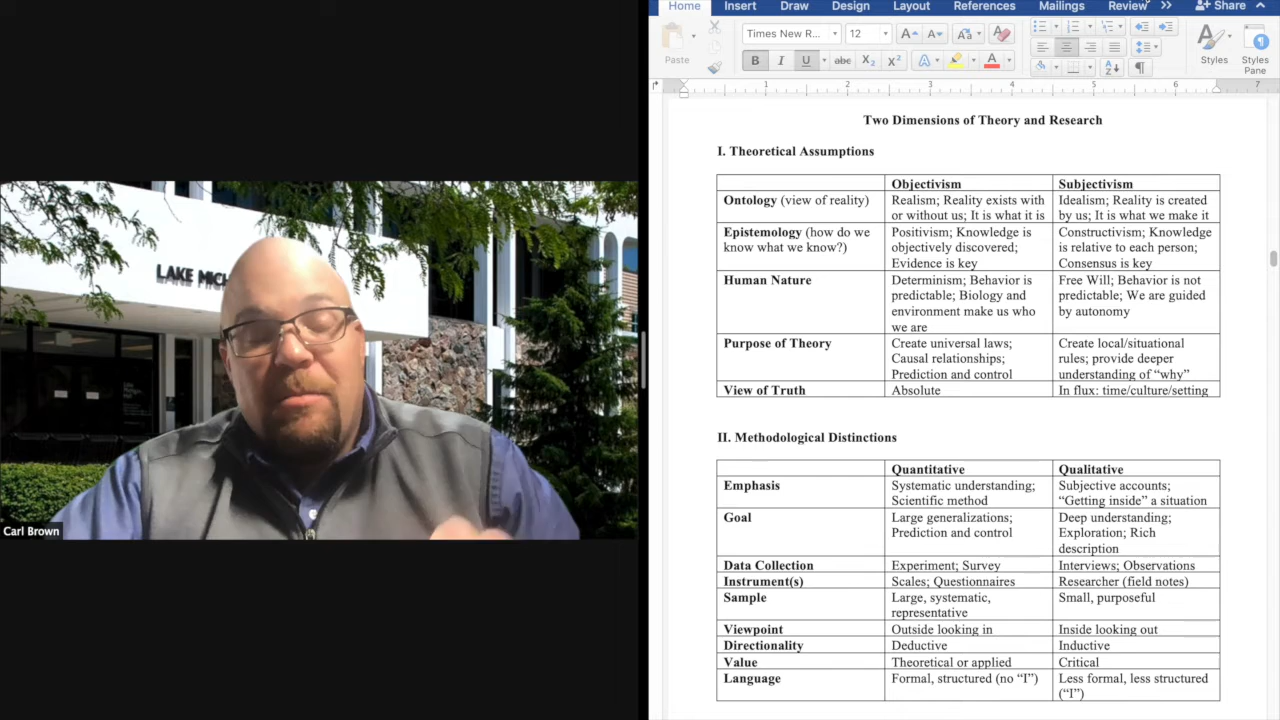 Home Insert Draw Design Layout References Mailings Review Share
Paste
Times New R... 12
B I U abc X2 X2 A A
Styles Styles Pane
1 2 3 4 5 6 7
Two Dimensions of Theory and Research
I. Theoretical Assumptions
Objectivism Subjectivism
Ontology (view of reality) Realism; Reality exists with or without us; It is what it is Idealism; Reality is created by us; It is what we make it
Epistemology (how do we know what we know?) Positivism; Knowledge is objectively discovered; Evidence is key Constructivism; Knowledge is relative to each person; Consensus is key
Human Nature Determinism; Behavior is predictable; Biology and environment make us who we are Free Will; Behavior is not predictable; We are guided by autonomy
Purpose of Theory Create universal laws; Causal relationships; Prediction and control Create local/situational rules; provide deeper understanding of “why”
View of Truth Absolute In flux: time/culture/setting
II. Methodological Distinctions
Quantitative Qualitative
Emphasis Systematic understanding; Scientific method Subjective accounts; “Getting inside” a situation
Goal Large generalizations; Prediction and control Deep understanding; Exploration; Rich description
Data Collection Experiment; Survey Interviews; Observations
Instrument(s) Scales; Questionnaires Researcher (field notes)
Sample Large, systematic, representative Small, purposeful
Viewpoint Outside looking in Inside looking out
Directionality Deductive Inductive
Value Theoretical or applied Critical
Language Formal, structured (no “I”) Less formal, less structured (“I”)
LAKE MICH
Carl Brown